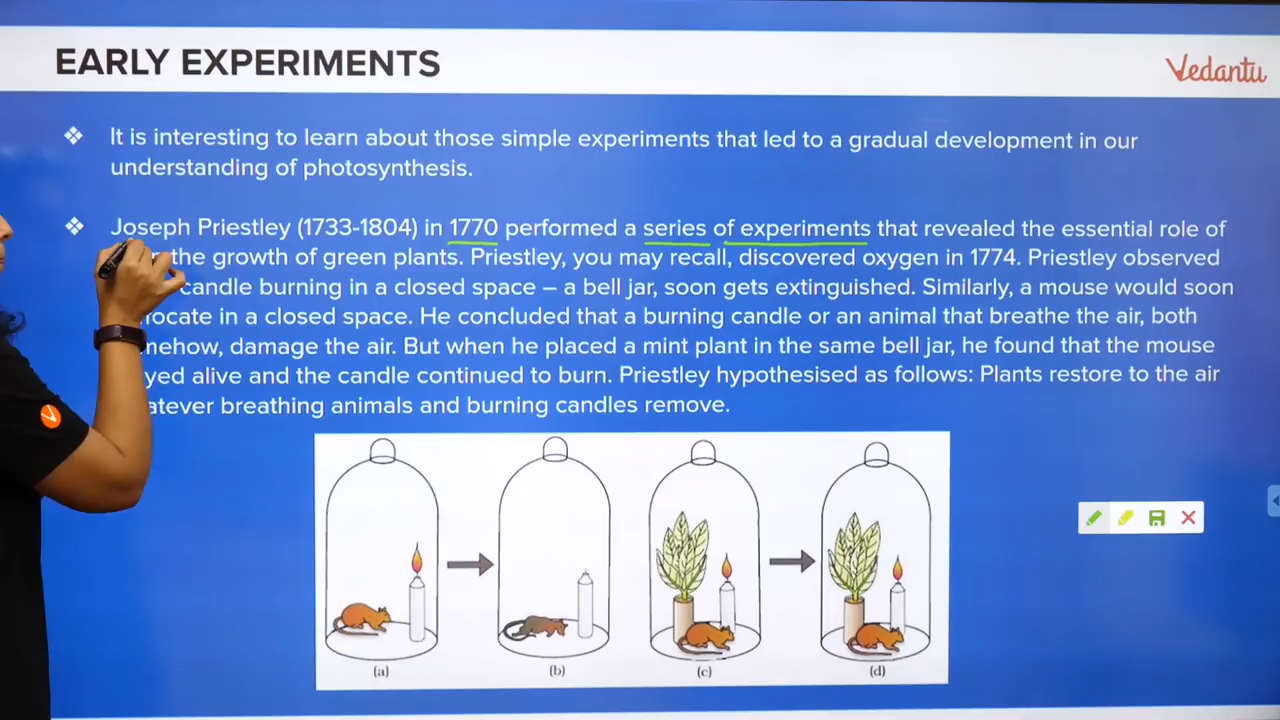 EARLY EXPERIMENTS
Vedantu
It is interesting to learn about those simple experiments that led to a gradual development in our
understanding of photosynthesis.
Joseph Priestley (1733-1804) in 1770 performed a series of experiments that revealed the essential role of
the growth of green plants. Priestley, you may recall, discovered oxygen in 1774. Priestley observed
candle burning in a closed space – a bell jar, soon gets extinguished. Similarly, a mouse would soon
in a closed space. He concluded that a burning candle or an animal that breathe the air, both
damage the air. But when he placed a mint plant in the same bell jar, he found that the mouse
alive and the candle continued to burn. Priestley hypothesised as follows: Plants restore to the air
breathing animals and burning candles remove.
(a)
(b)
(c)
(d)